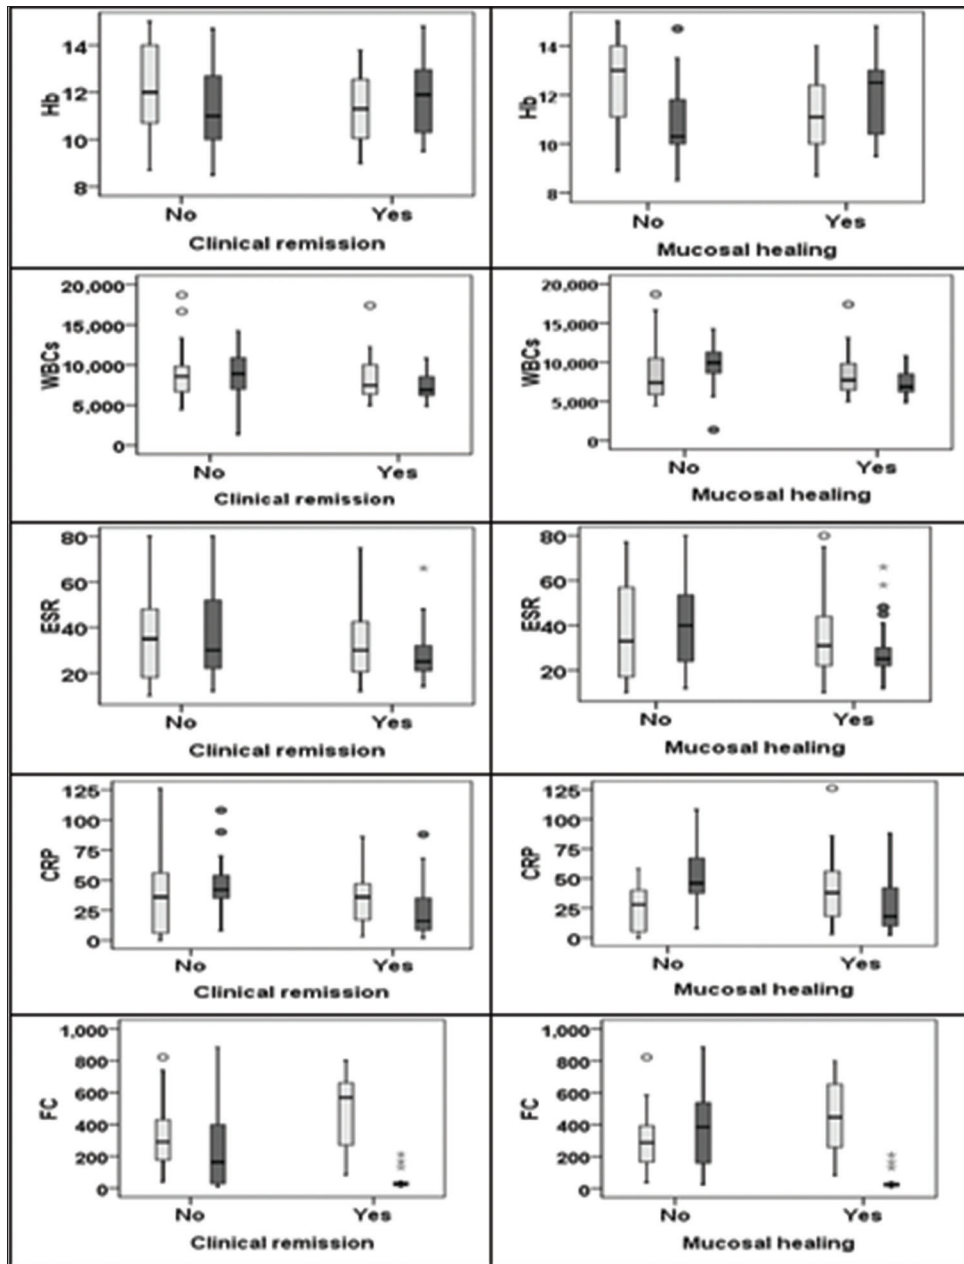 Hb
14
12
10
8
No Yes
Clinical remission
Hb
14
12
10
8
No Yes
Mucosal healing
WBCs
20,000
15,000
10,000
5,000
0
No Yes
Clinical remission
WBCs
20,000
15,000
10,000
5,000
0
No Yes
Mucosal healing
ESR
80
60
40
20
No Yes
Clinical remission
ESR
80
60
40
20
No Yes
Mucosal healing
CRP
125
100
75
50
25
0
No Yes
Clinical remission
CRP
125
100
75
50
25
0
No Yes
Mucosal healing
FC
1,000
800
600
400
200
0
No Yes
Clinical remission
FC
1,000
800
600
400
200
0
No Yes
Mucosal healing